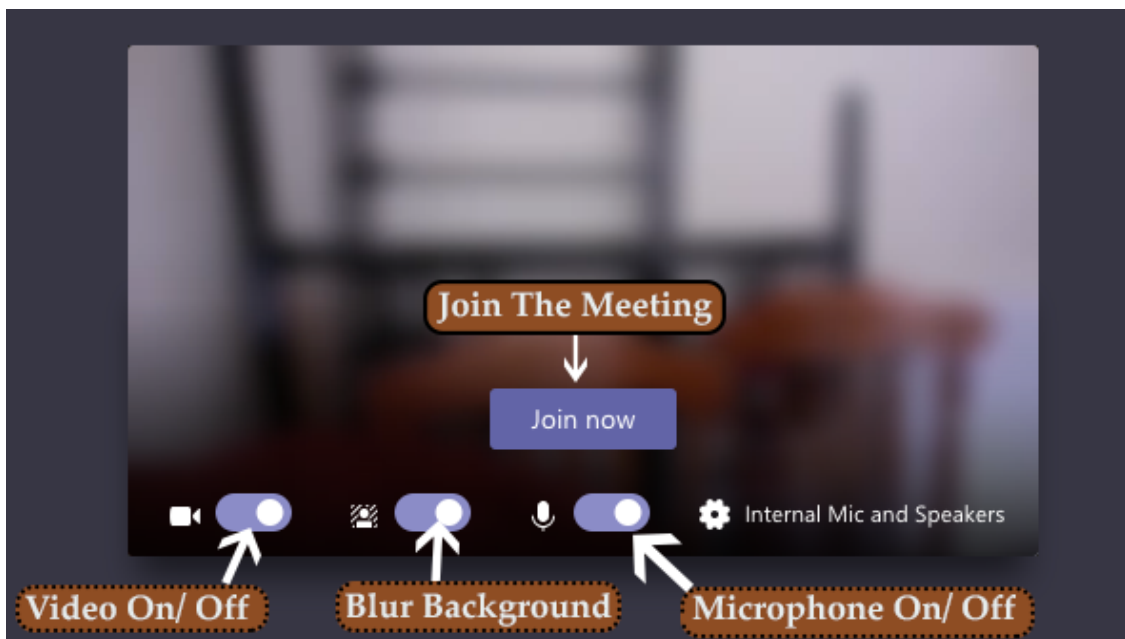 Join The Meeting
Join now
Internal Mic and Speakers
Video On/ Off
Blur Background
Microphone On/ Off